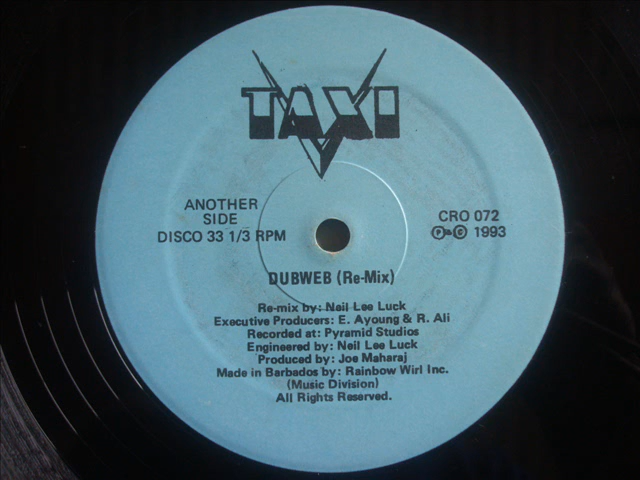 TAXI
ANOTHER
SIDE
DISCO 33 1/3 RPM
CRO 072
℗&© 1993
DUBWEB (Re-Mix)
Re-mix by: Neil Lee Luck
Executive Producers: E. Ayoung & R. Ali
Recorded at: Pyramid Studios
Engineered by: Neil Lee Luck
Produced by: Joe Maharaj
Made in Barbados by: Rainbow Wirl Inc.
(Music Division)
All Rights Reserved.